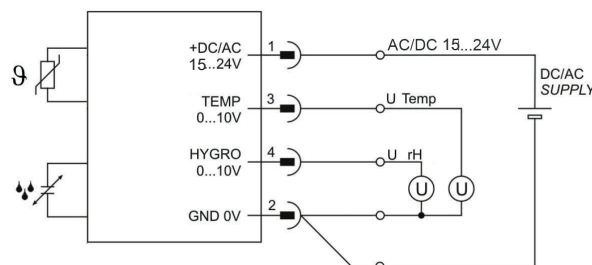 +DC/AC 1 AC/DC 15...24V
15...24V
DC/AC
SUPPLY
ϑ
TEMP 3 U Temp
0...10V
HYGRO 4 U rH
0...10V
U U
GND 0V 2